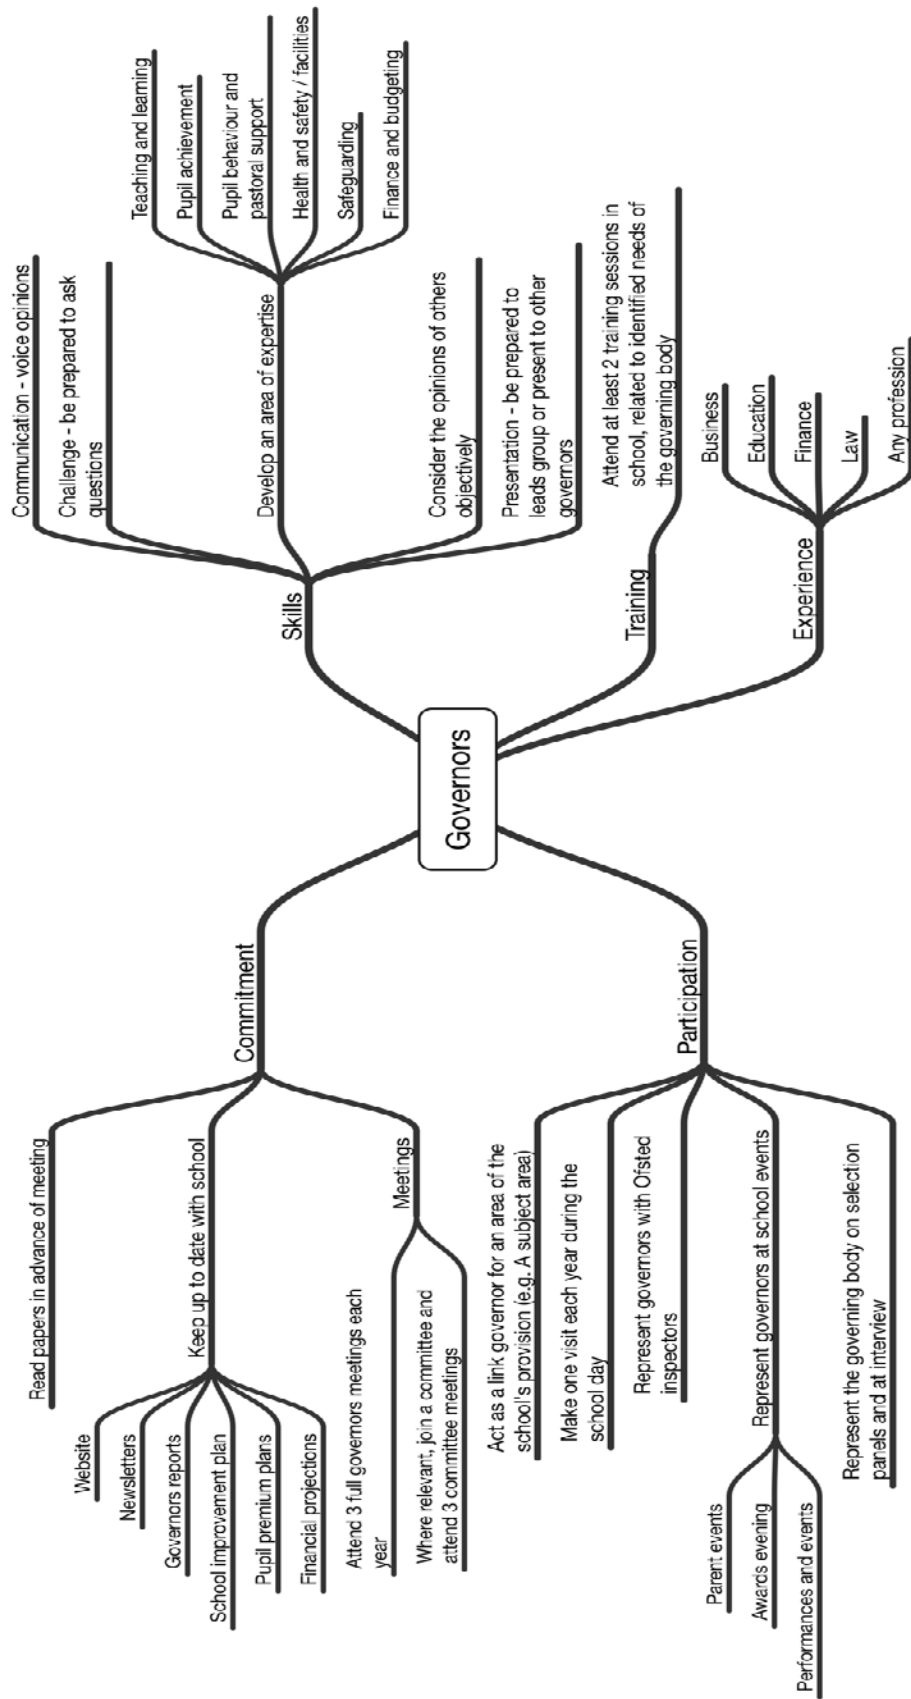 Governors
Commitment
Read papers in advance of meeting
Keep up to date with school
Website
Newsletters
Governors reports
School improvement plan
Pupil premium plans
Financial projections
Meetings
Attend 3 full governors meetings each
year
Where relevant, join a committee and
attend 3 committee meetings
Participation
Act as a link governor for an area of the
school's provision (e.g. A subject area)
Make one visit each year during the
school day
Represent governors with Ofsted
inspectors
Represent governors at school events
Parent events
Awards evening
Performances and events
Represent the governing body on selection
panels and at interview
Skills
Communication - voice opinions
Challenge - be prepared to ask
questions
Develop an area of expertise
Teaching and learning
Pupil achievement
Pupil behaviour and
pastoral support
Health and safety / facilities
Safeguarding
Finance and budgeting
Consider the opinions of others
objectively
Presentation - be prepared to
leads group or present to other
governors
Training
Attend at least 2 training sessions in
school, related to identified needs of
the governing body
Experience
Business
Education
Finance
Law
Any profession